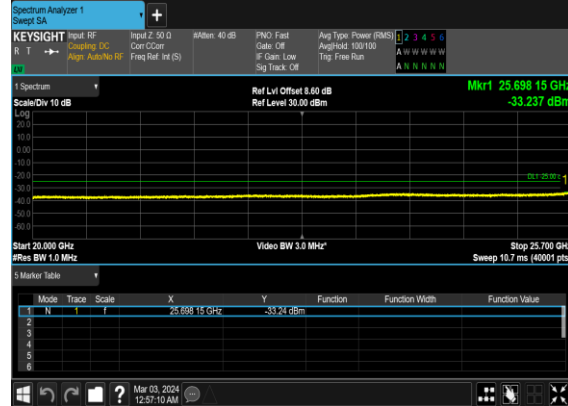 Spectrum Analyzer 1
Swept SA
+
KEYSIGHT Input: RF Input Z: 50 Ω #Atten: 40 dB PNO: Fast Avg Type: Power (RMS) 1 2 3 4 5 6
R T Coupling: DC Corr CCorr Gate: Off Avg|Hold: 100/100 A W W W W W
Align: Auto/No RF Freq Ref: Int (S) IF Gain: Low Trig: Free Run
LM Sig Track: Off A N N N N N
1 Spectrum
Ref Lvl Offset 8.60 dB Mkr1 25.698 15 GHz
Scale/Div 10 dB Ref Level 30.00 dBm -33.237 dBm
Log
20.0
10.0
0.00
-10.0
-20.0
DL1 -25.00 1
-30.0
-40.0
-50.0
-60.0
Start 20.000 GHz Video BW 3.0 MHz* Stop 25.700 GHz
#Res BW 1.0 MHz Sweep 10.7 ms (40001 pts
5 Marker Table
Mode Trace Scale X Y Function Function Width Function Value
1 N 1 f 25.698 15 GHz -33.24 dBm
2
3
4
5
6
? Mar 03, 2024
12:57:10 AM